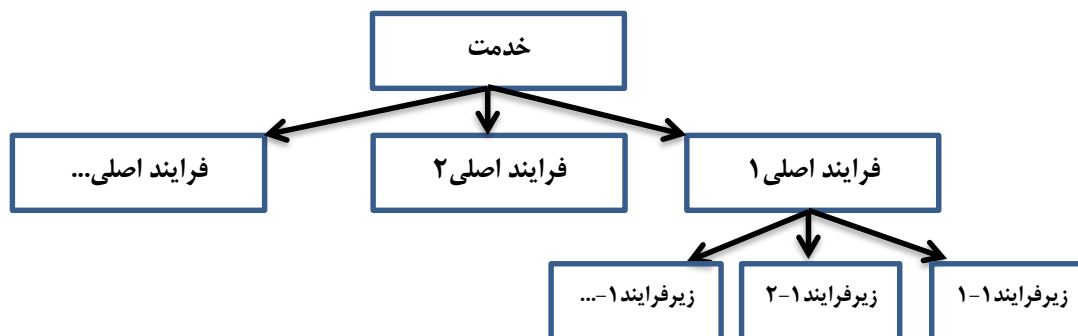 خدمت
فرایند اصلی۱
فرایند اصلی۲
فرایند اصلی...
زیرفرایند۱-۱
زیرفرایند۱-۲
زیرفرایند۱-...